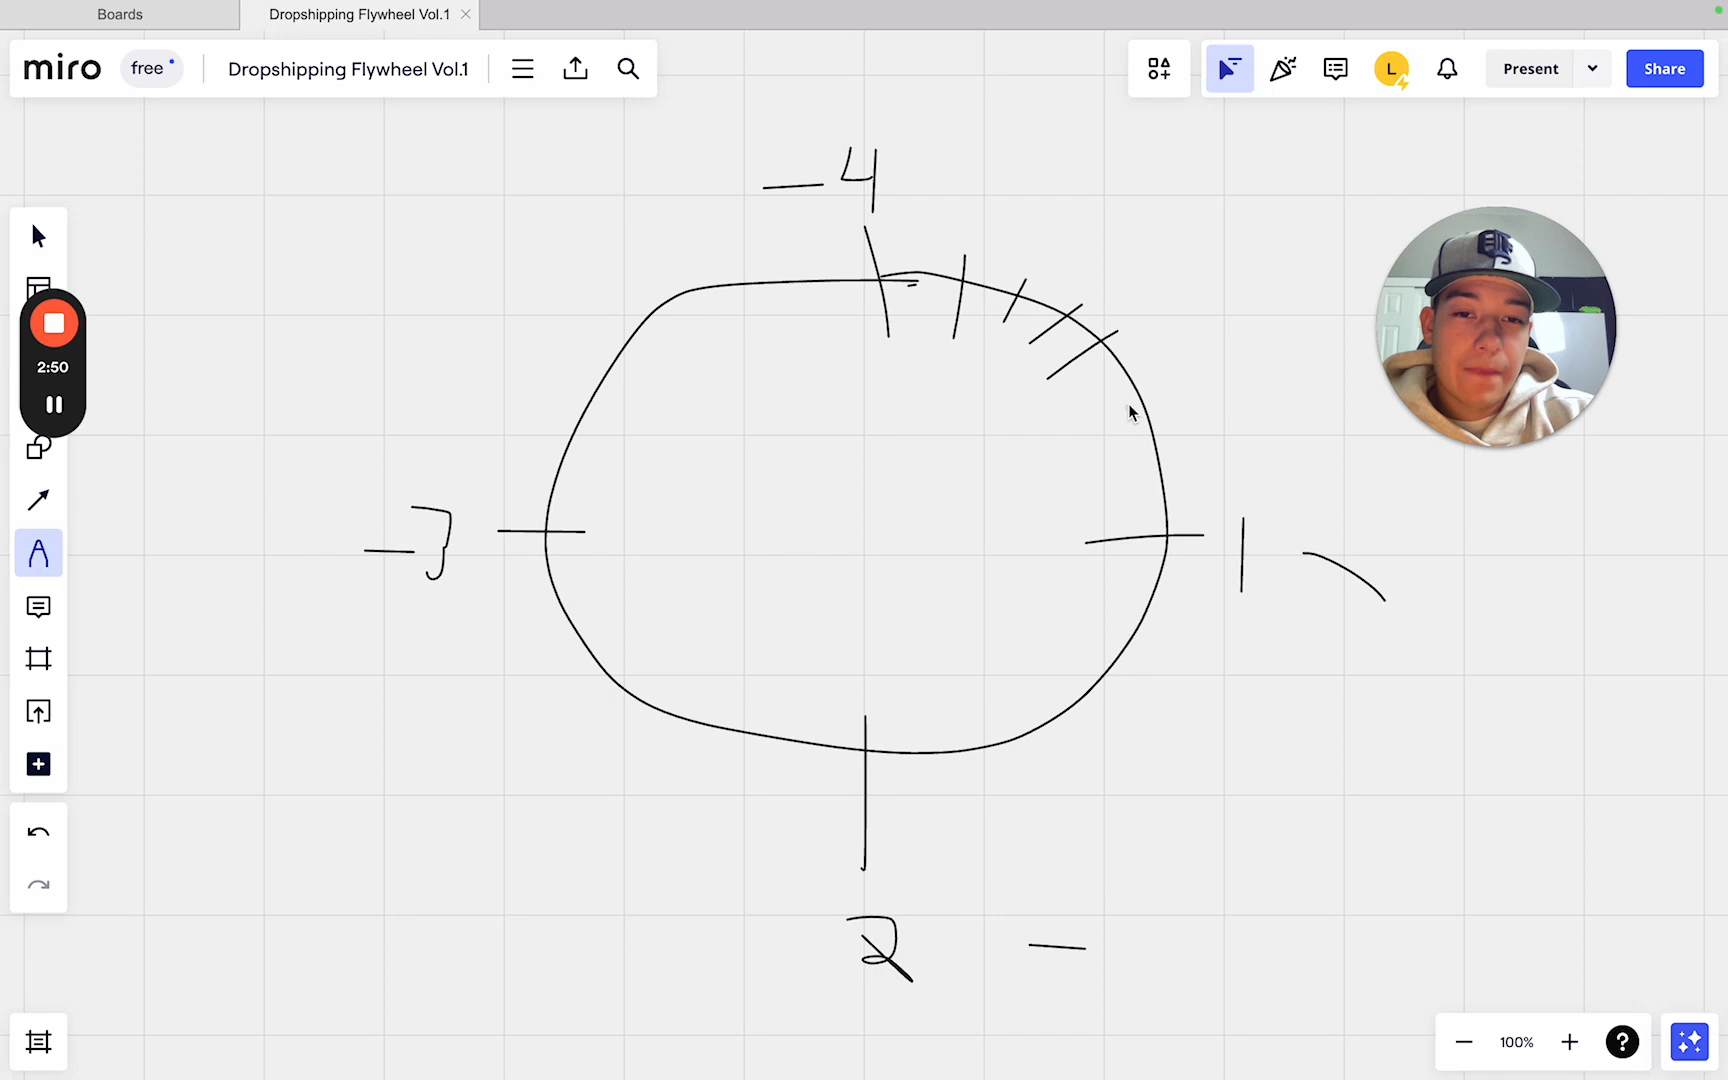 Boards
Dropshipping Flywheel Vol.1
miro
free
Dropshipping Flywheel Vol.1
L
Present
Share
2:50
– 4
– 3
1
2 –
100%
?